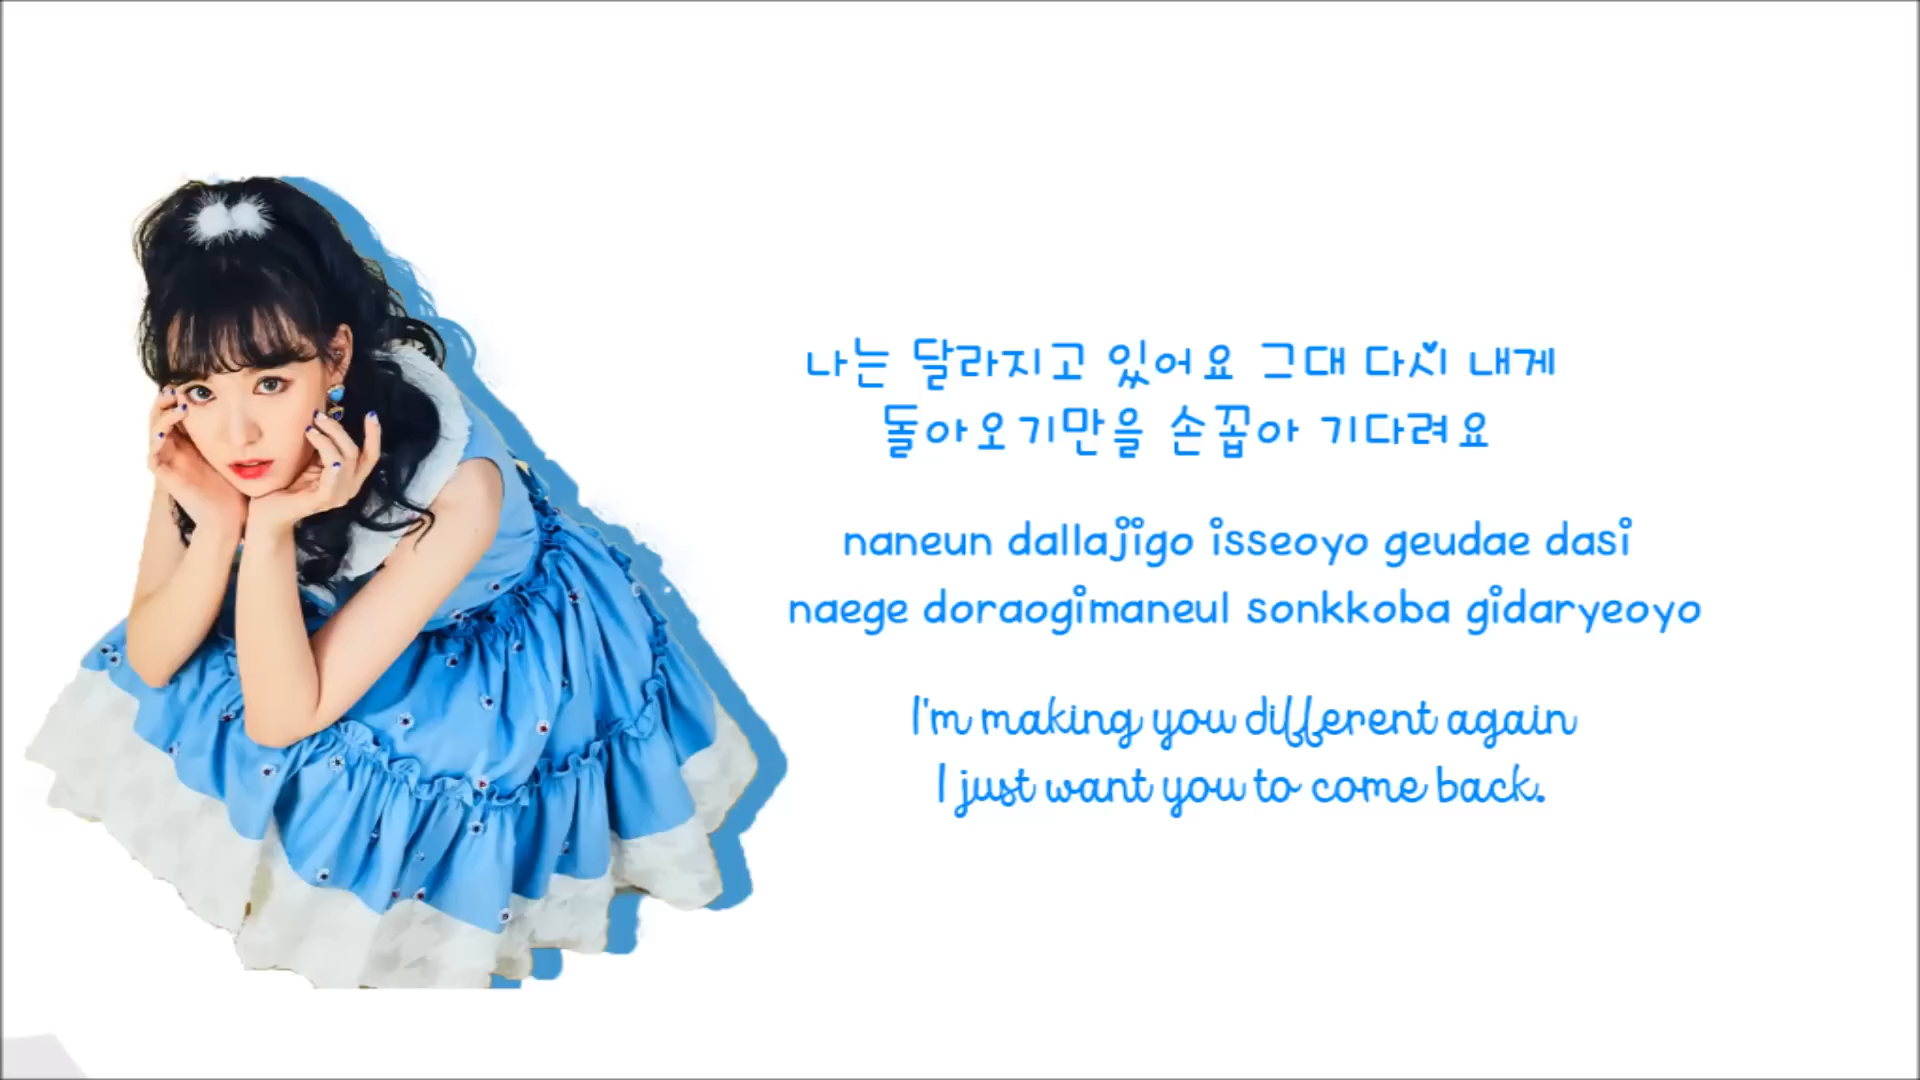 나는 달라지고 있어요 그대 다시 내게
돌아오기만을 손꼽아 기다려요
naneun dallajigo isseoyo geudae dasi
naege doraogimaneul sonkkoba gidaryeoyo
I'm making you different again
I just want you to come back.